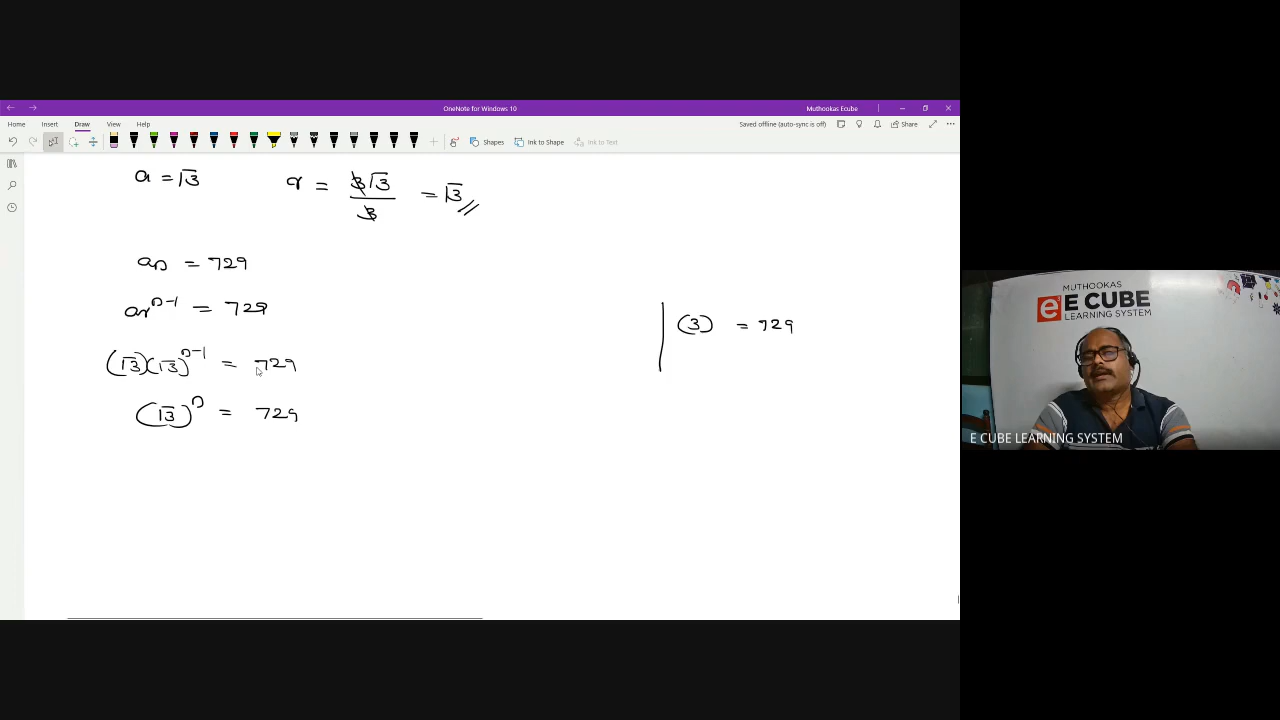 OneNote for Windows 10
Muthookas Ecube
Home Insert Draw View Help
Saved offline (auto-sync is off) Share
Shapes Ink to Shape Ink to Text
a = √3 r = 3√3 / 3 = √3 //
an = 729
ar^n-1 = 729
(√3)(√3)^n-1 = 729
(√3)^n = 729
(3) = 729
MUTHOOKAS
e E CUBE
LEARNING SYSTEM
E CUBE LEARNING SYSTEM